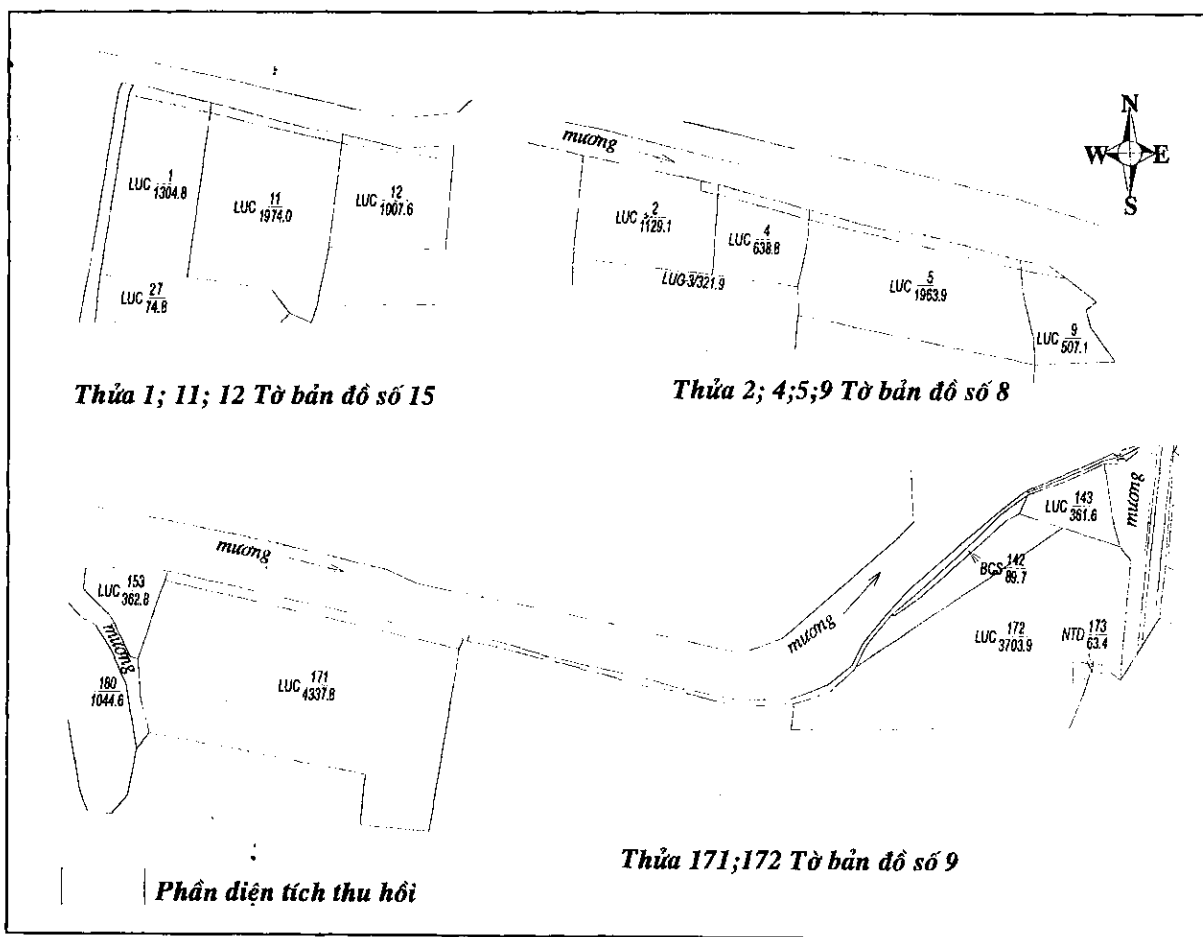 N
W E
S
mương
LUC 1
1304.8
LUC 11
1974.0
LUC 12
1007.6
LUC 27
74.8
LUC 2
1129.1
LUC 4
638.8
LUC 3/321.9
LUC 5
1963.9
LUC 9
507.1
Thửa 1; 11; 12 Tờ bản đồ số 15
Thửa 2; 4;5;9 Tờ bản đồ số 8
mương
LUC 153
362.8
mương
180
1044.6
LUC 171
4337.8
mương
LUC 143
361.6
mương
BCS 142
89.7
LUC 172
3703.9
NTD 173
63.4
Thửa 171;172 Tờ bản đồ số 9
Phần diện tích thu hồi